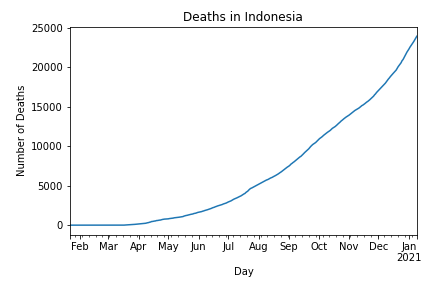 Deaths in Indonesia
Number of Deaths
25000
20000
15000
10000
5000
0
Feb Mar Apr May Jun Jul Aug Sep Oct Nov Dec Jan
2021
Day